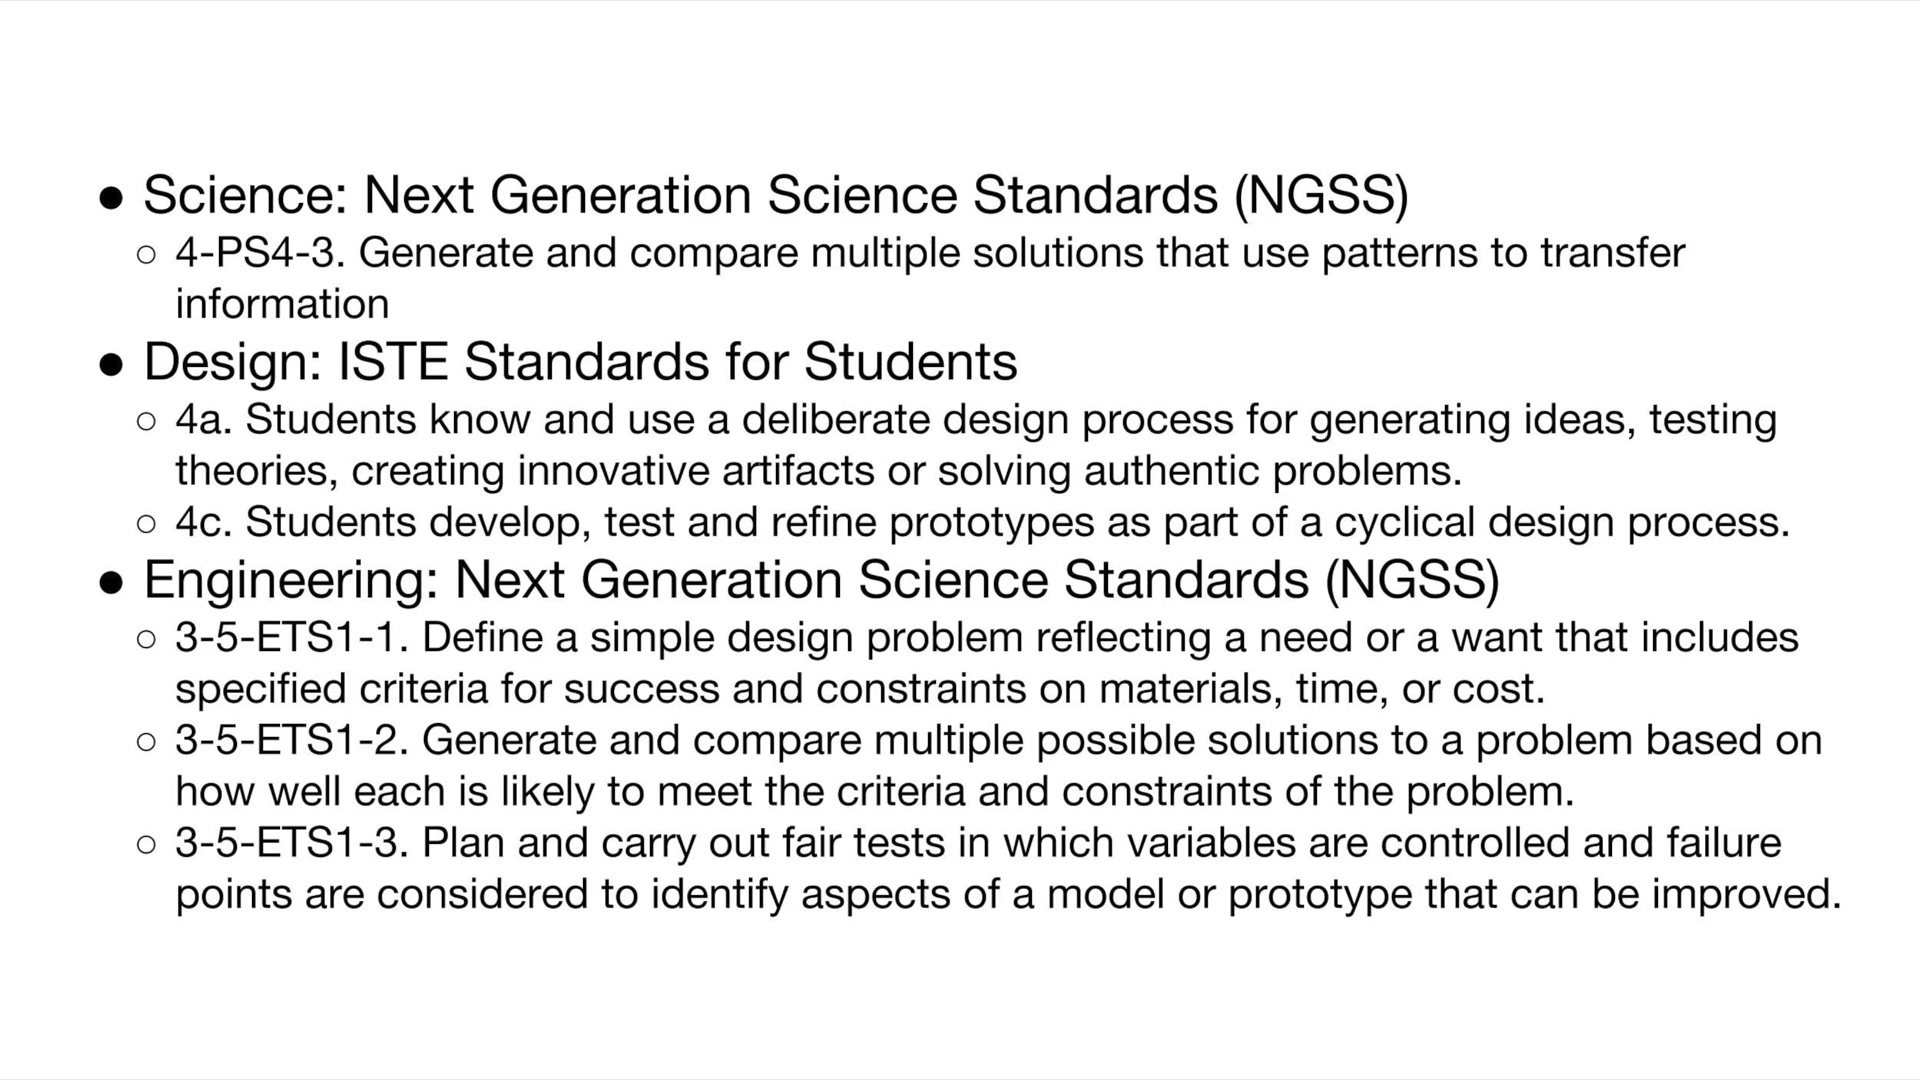 ● Science: Next Generation Science Standards (NGSS)
○ 4-PS4-3. Generate and compare multiple solutions that use patterns to transfer
information
● Design: ISTE Standards for Students
○ 4a. Students know and use a deliberate design process for generating ideas, testing
theories, creating innovative artifacts or solving authentic problems.
○ 4c. Students develop, test and refine prototypes as part of a cyclical design process.
● Engineering: Next Generation Science Standards (NGSS)
○ 3-5-ETS1-1. Define a simple design problem reflecting a need or a want that includes
specified criteria for success and constraints on materials, time, or cost.
○ 3-5-ETS1-2. Generate and compare multiple possible solutions to a problem based on
how well each is likely to meet the criteria and constraints of the problem.
○ 3-5-ETS1-3. Plan and carry out fair tests in which variables are controlled and failure
points are considered to identify aspects of a model or prototype that can be improved.